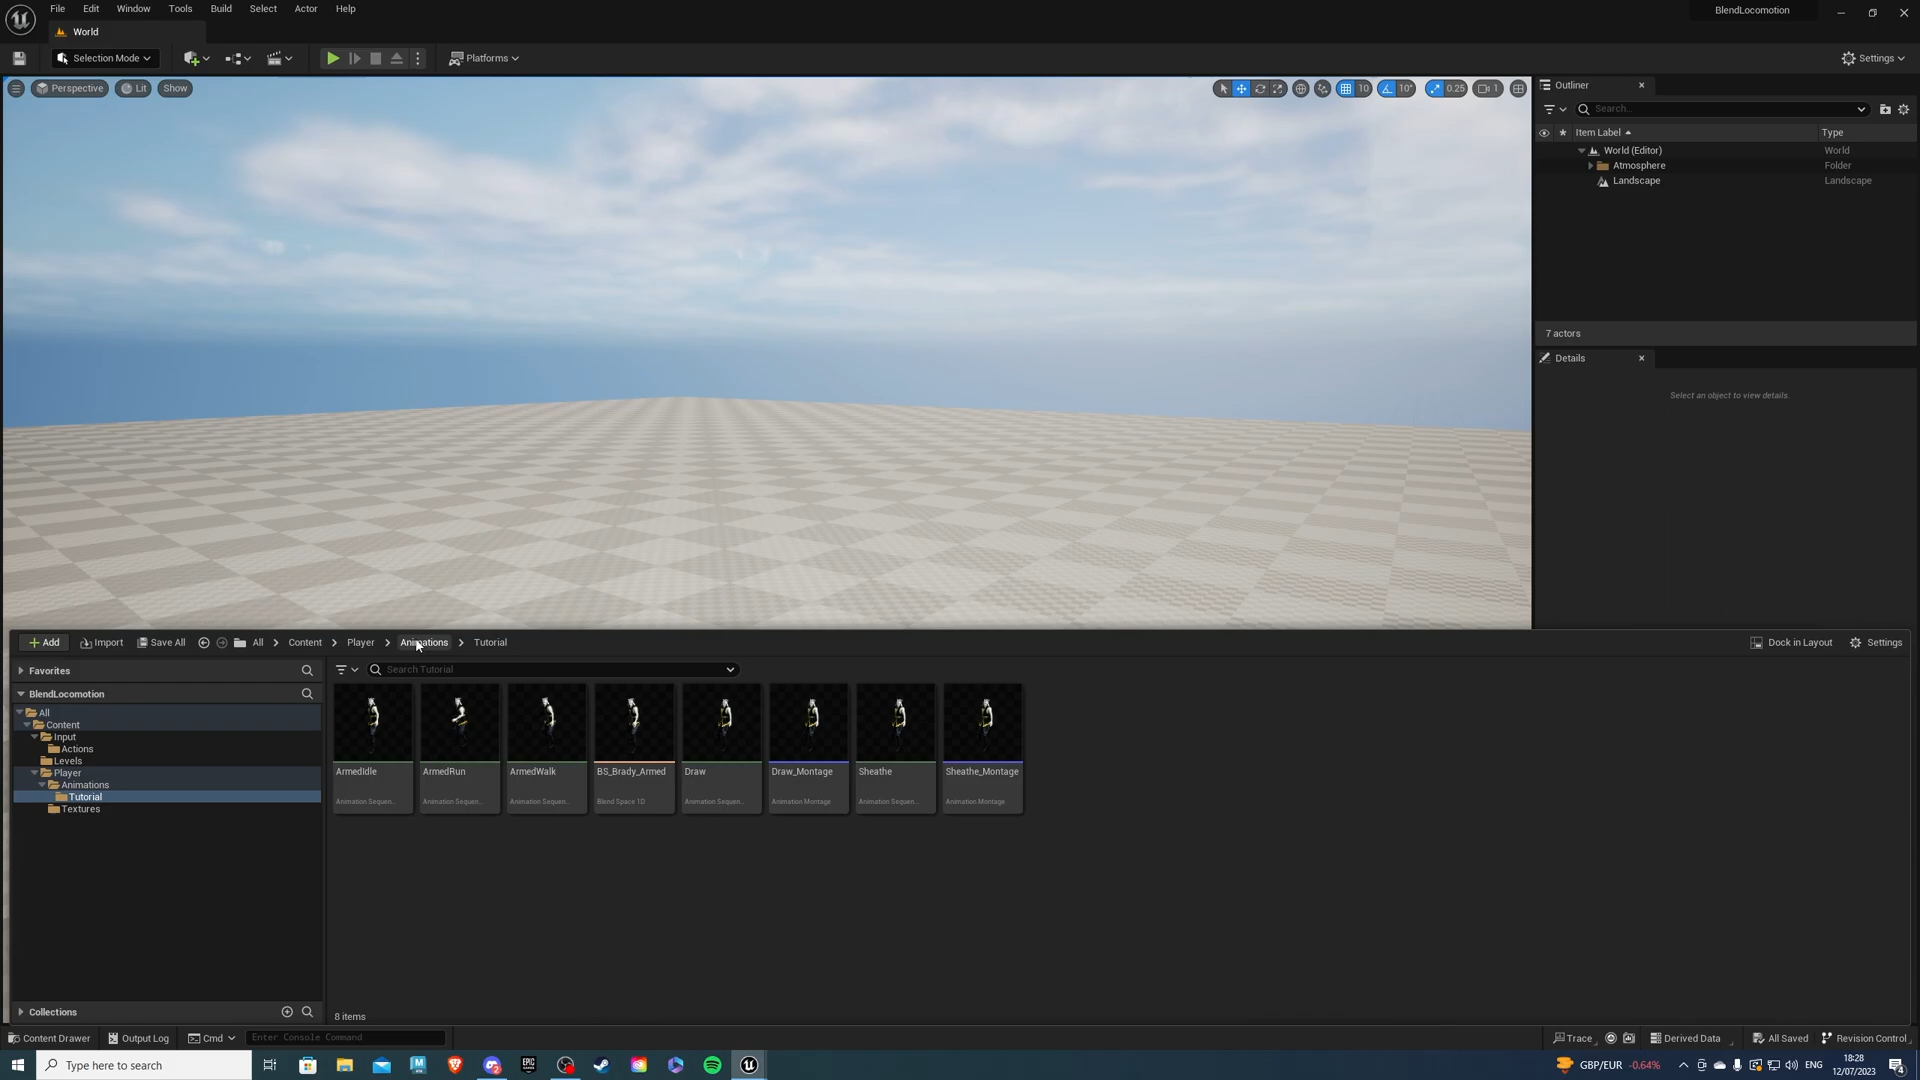 File Edit Window Tools Build Select Actor Help
BlendLocomotion
World
Selection Mode
Platforms
Settings
Perspective Lit Show
10 10° 0.25 1
Outliner
Search...
Item Label Type
World (Editor) World
Atmosphere Folder
Landscape Landscape
7 actors
Details
Select an object to view details.
Add Import Save All All Content Player Animations Tutorial
Dock in Layout Settings
Favorites
Search Tutorial
BlendLocomotion
All
Content
Input
Actions
Levels
Player
Animations
Tutorial
Textures
ArmedIdle ArmedRun ArmedWalk BS_Brady_Armed Draw Draw_Montage Sheathe Sheathe_Montage
Animation Sequen... Animation Sequen... Animation Sequen... Blend Space 1D Animation Sequen... Animation Montage Animation Sequen... Animation Montage
Collections
8 items
Content Drawer Output Log Cmd Enter Console Command
Trace Derived Data All Saved Revision Control
Type here to search
GBP/EUR -0.64%
ENG
18:28
12/07/2023